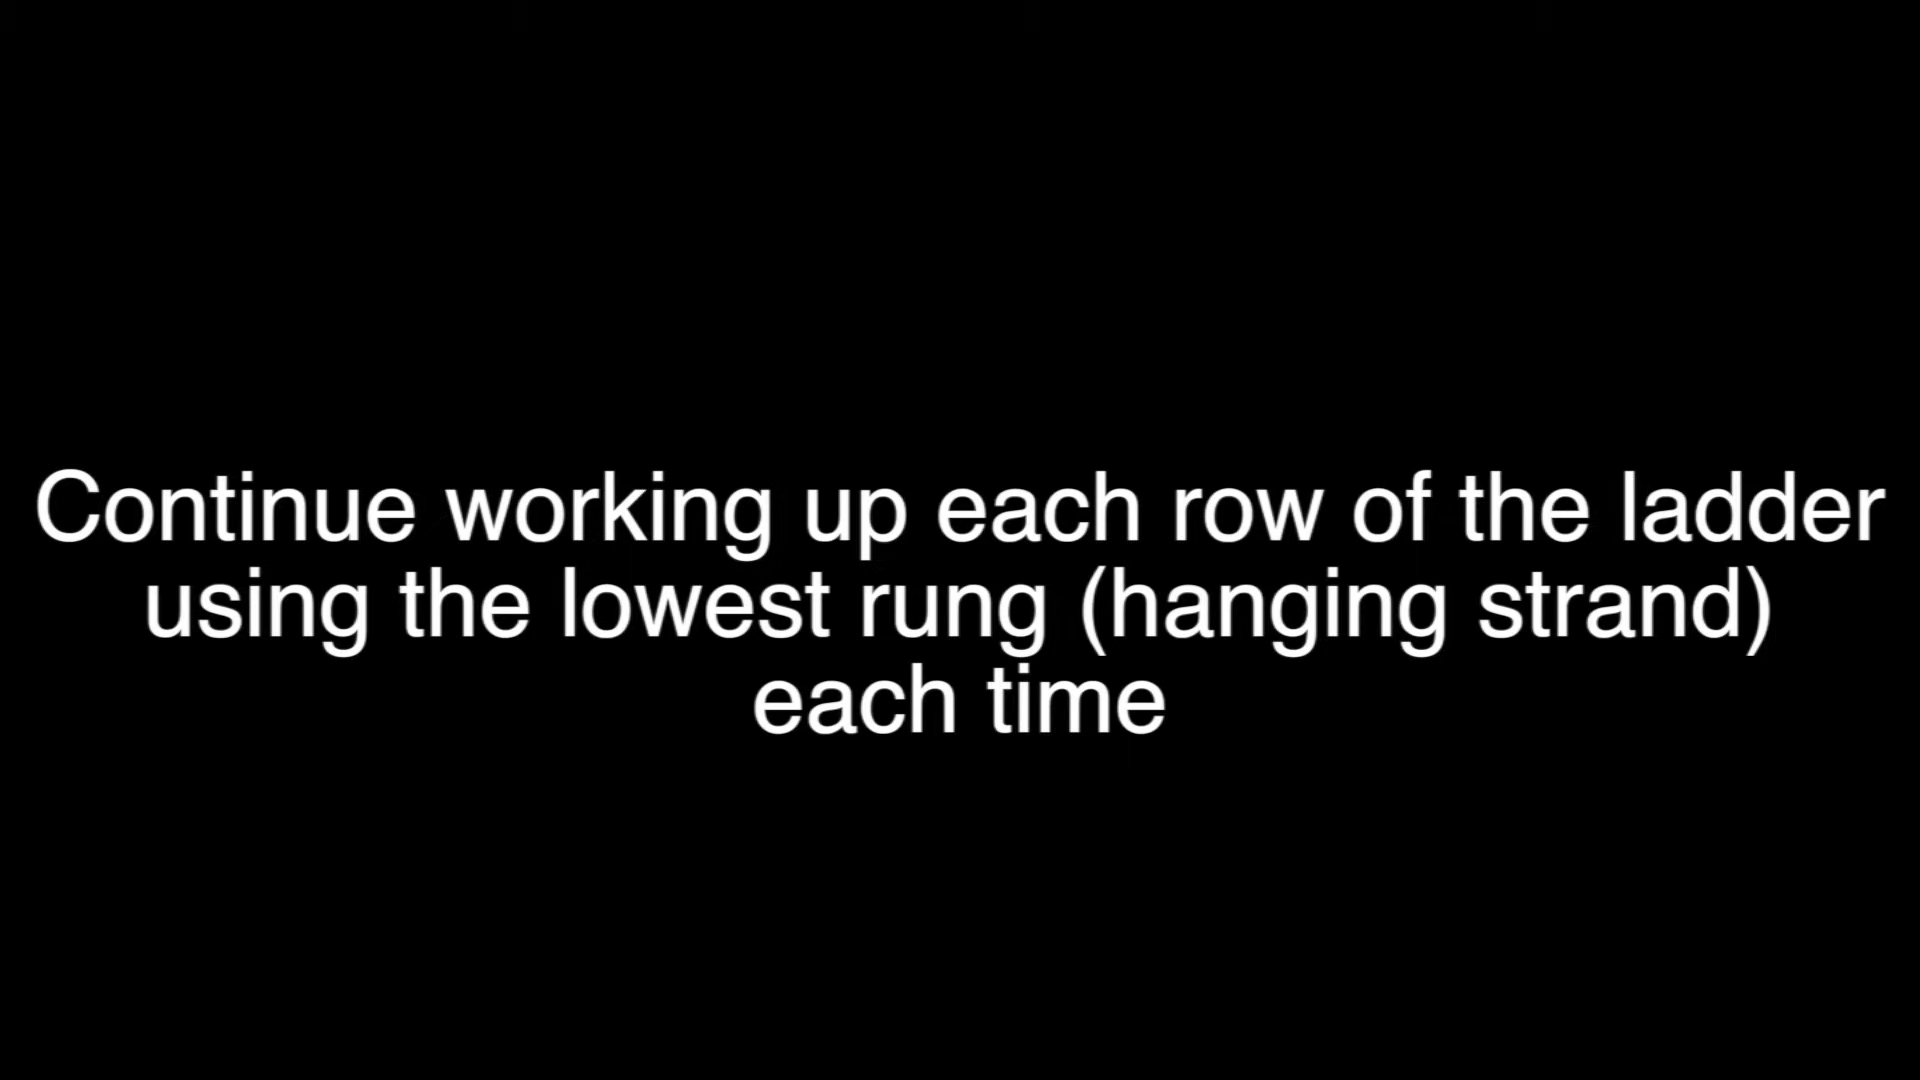 Continue working up each row of the ladder
using the lowest rung (hanging strand)
each time